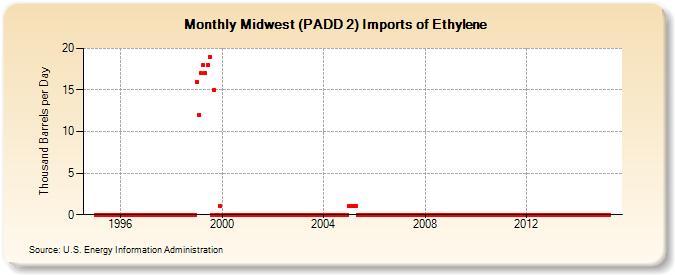 Monthly Midwest (PADD 2) Imports of Ethylene
Thousand Barrels per Day
20
15
10
5
0
1996 2000 2004 2008 2012
Source: U.S. Energy Information Administration